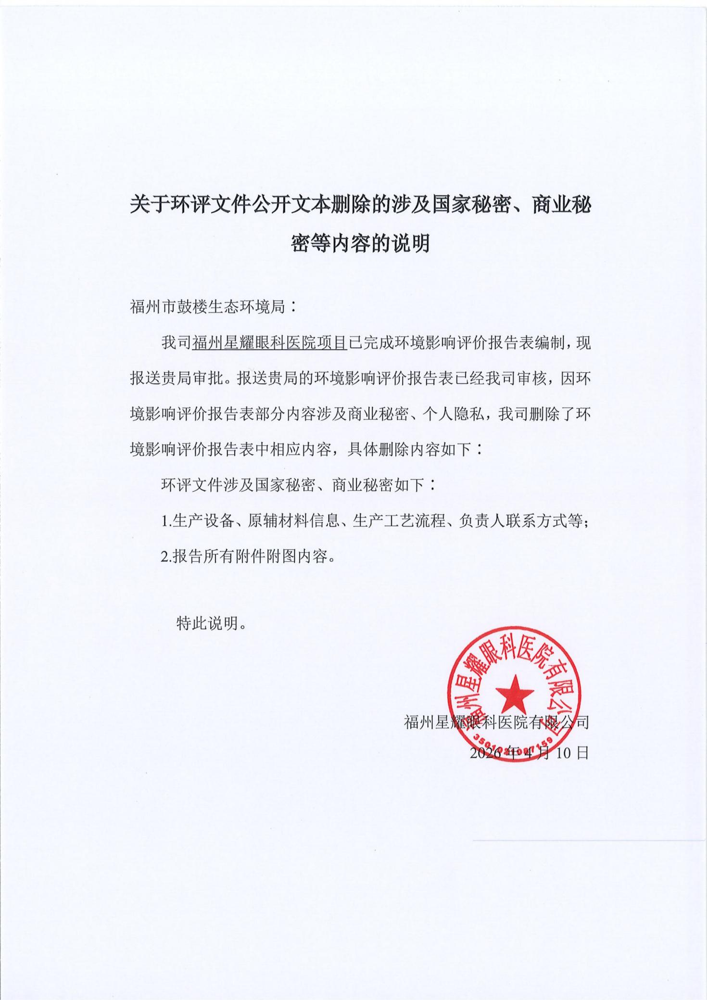 关于环评文件公开文本删除的涉及国家秘密、商业秘
密等内容的说明
福州市鼓楼生态环境局：
我司福州星耀眼科医院项目已完成环境影响评价报告表编制，现
报送贵局审批。报送贵局的环境影响评价报告表已经我司审核，因环
境影响评价报告表部分内容涉及商业秘密、个人隐私，我司删除了环
境影响评价报告表中相应内容，具体删除内容如下：
环评文件涉及国家秘密、商业秘密如下：
1.生产设备、原辅材料信息、生产工艺流程、负责人联系方式等；
2.报告所有附件附图内容。
特此说明。
福州星耀眼科医院有限公司
福州星耀眼科医院有限公司
2026年4月10日
3501021087159